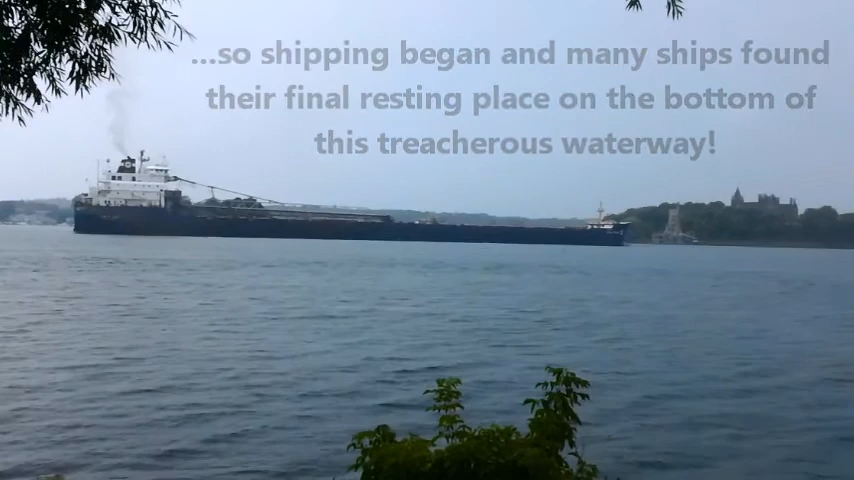 ...so shipping began and many ships found
their final resting place on the bottom of
this treacherous waterway!